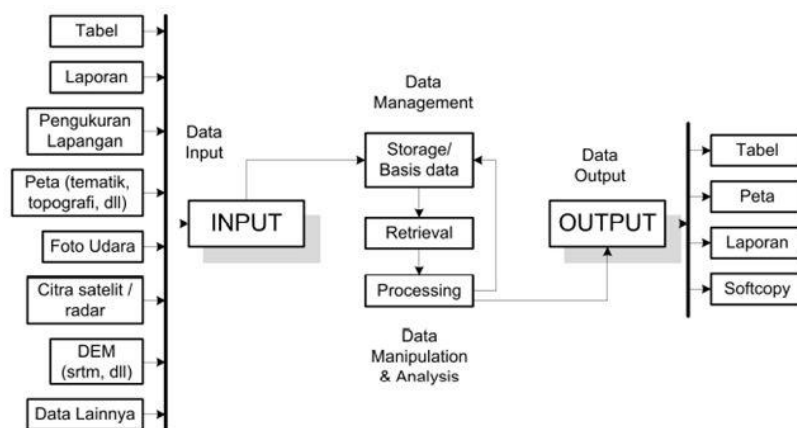 Tabel
Laporan
Pengukuran
Lapangan
Peta (tematik,
topografi, dll)
Foto Udara
Citra satelit /
radar
DEM
(srtm, dll)
Data Lainnya
Data
Input
INPUT
Data
Management
Storage/
Basis data
Retrieval
Processing
Data
Manipulation
& Analysis
Data
Output
OUTPUT
Tabel
Peta
Laporan
Softcopy